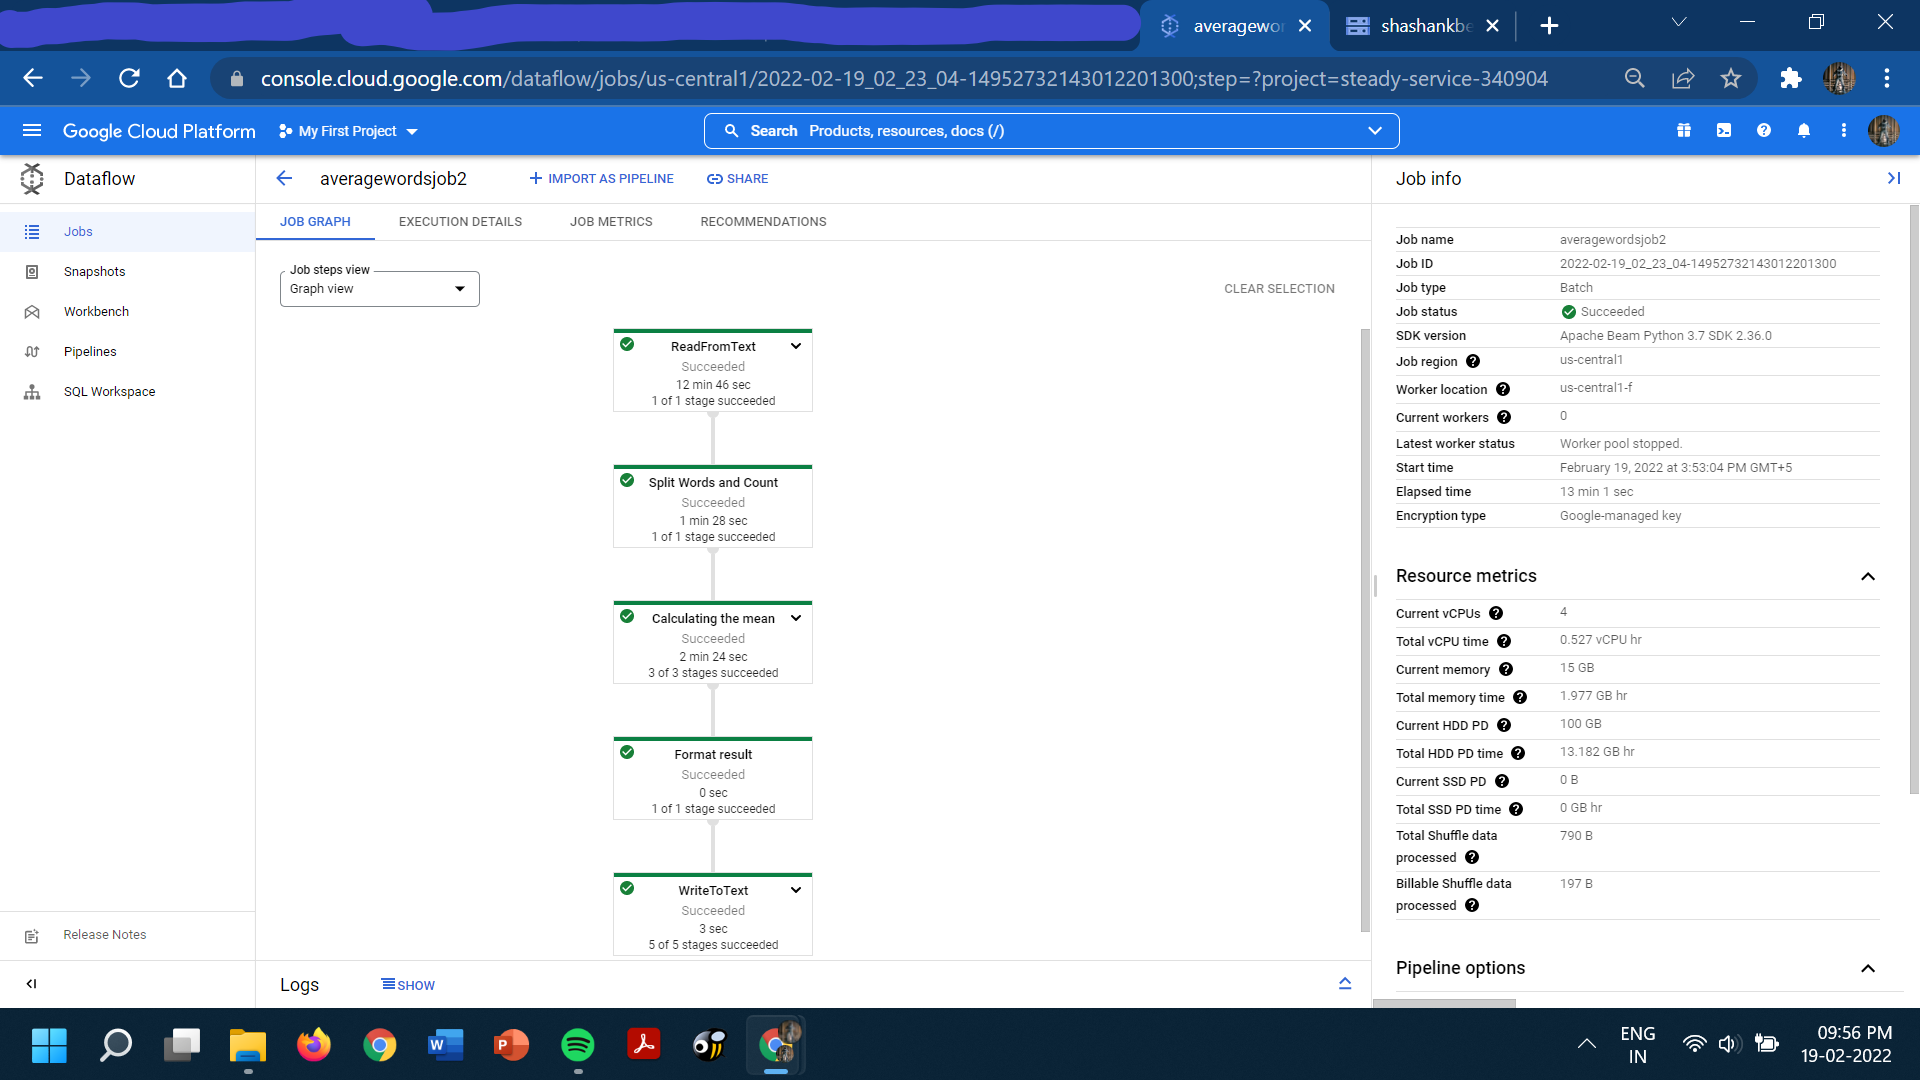 averagewor
shashankbe
console.cloud.google.com/dataflow/jobs/us-central1/2022-02-19_02_23_04-14952732143012201300;step=?project=steady-service-340904
Google Cloud Platform
My First Project
Search Products, resources, docs (/)
Dataflow
averagewordsjob2
IMPORT AS PIPELINE
SHARE
Job info
Jobs
Snapshots
Workbench
Pipelines
SQL Workspace
Release Notes
JOB GRAPH
EXECUTION DETAILS
JOB METRICS
RECOMMENDATIONS
Job steps view
Graph view
CLEAR SELECTION
ReadFromText
Succeeded
12 min 46 sec
1 of 1 stage succeeded
Split Words and Count
Succeeded
1 min 28 sec
1 of 1 stage succeeded
Calculating the mean
Succeeded
2 min 24 sec
3 of 3 stages succeeded
Format result
Succeeded
0 sec
1 of 1 stage succeeded
WriteToText
Succeeded
3 sec
5 of 5 stages succeeded
Logs
SHOW
Job name averagewordsjob2
Job ID 2022-02-19_02_23_04-14952732143012201300
Job type Batch
Job status Succeeded
SDK version Apache Beam Python 3.7 SDK 2.36.0
Job region us-central1
Worker location us-central1-f
Current workers 0
Latest worker status Worker pool stopped.
Start time February 19, 2022 at 3:53:04 PM GMT+5
Elapsed time 13 min 1 sec
Encryption type Google-managed key
Resource metrics
Current vCPUs 4
Total vCPU time 0.527 vCPU hr
Current memory 15 GB
Total memory time 1.977 GB hr
Current HDD PD 100 GB
Total HDD PD time 13.182 GB hr
Current SSD PD 0 B
Total SSD PD time 0 GB hr
Total Shuffle data 790 B
processed
Billable Shuffle data 197 B
processed
Pipeline options
ENG
IN
09:56 PM
19-02-2022